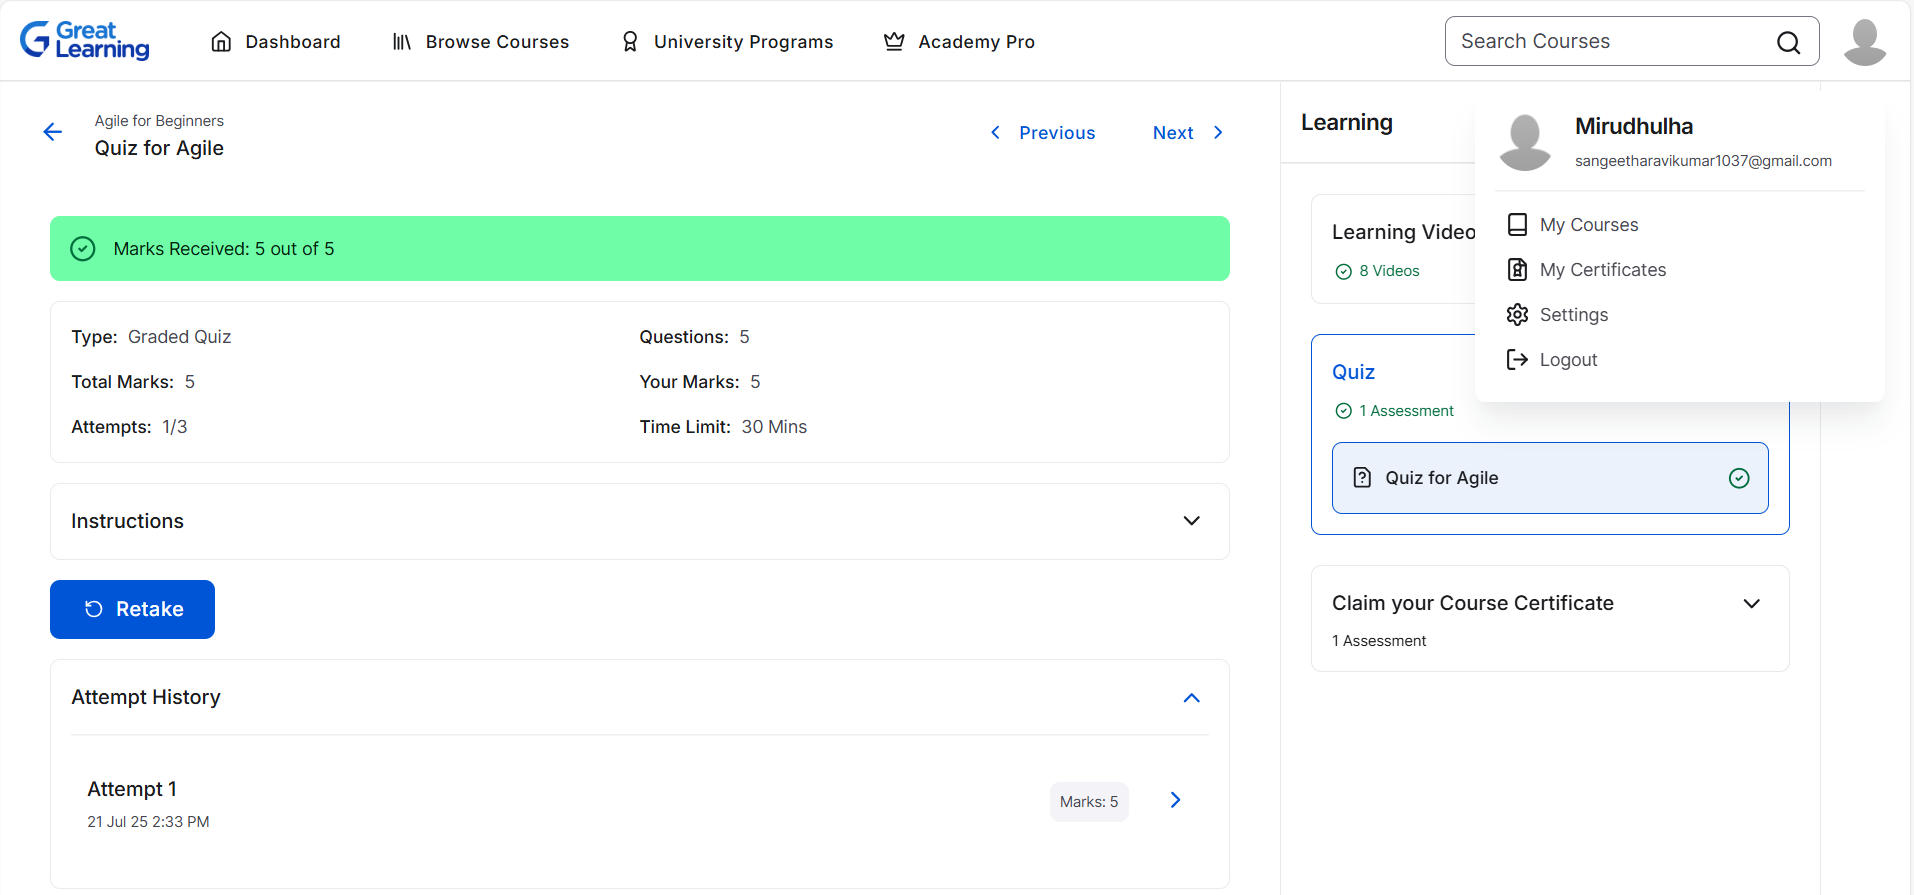 Great Learning
Dashboard
Browse Courses
University Programs
Academy Pro
Search Courses
Agile for Beginners
Quiz for Agile
Previous
Next
Marks Received: 5 out of 5
Type: Graded Quiz
Questions: 5
Total Marks: 5
Your Marks: 5
Attempts: 1/3
Time Limit: 30 Mins
Instructions
Retake
Attempt History
Attempt 1
21 Jul 25 2:33 PM
Marks: 5
Learning
Learning Video
8 Videos
Quiz
1 Assessment
Quiz for Agile
Claim your Course Certificate
1 Assessment
Mirudhulha
sangeetharavikumar1037@gmail.com
My Courses
My Certificates
Settings
Logout